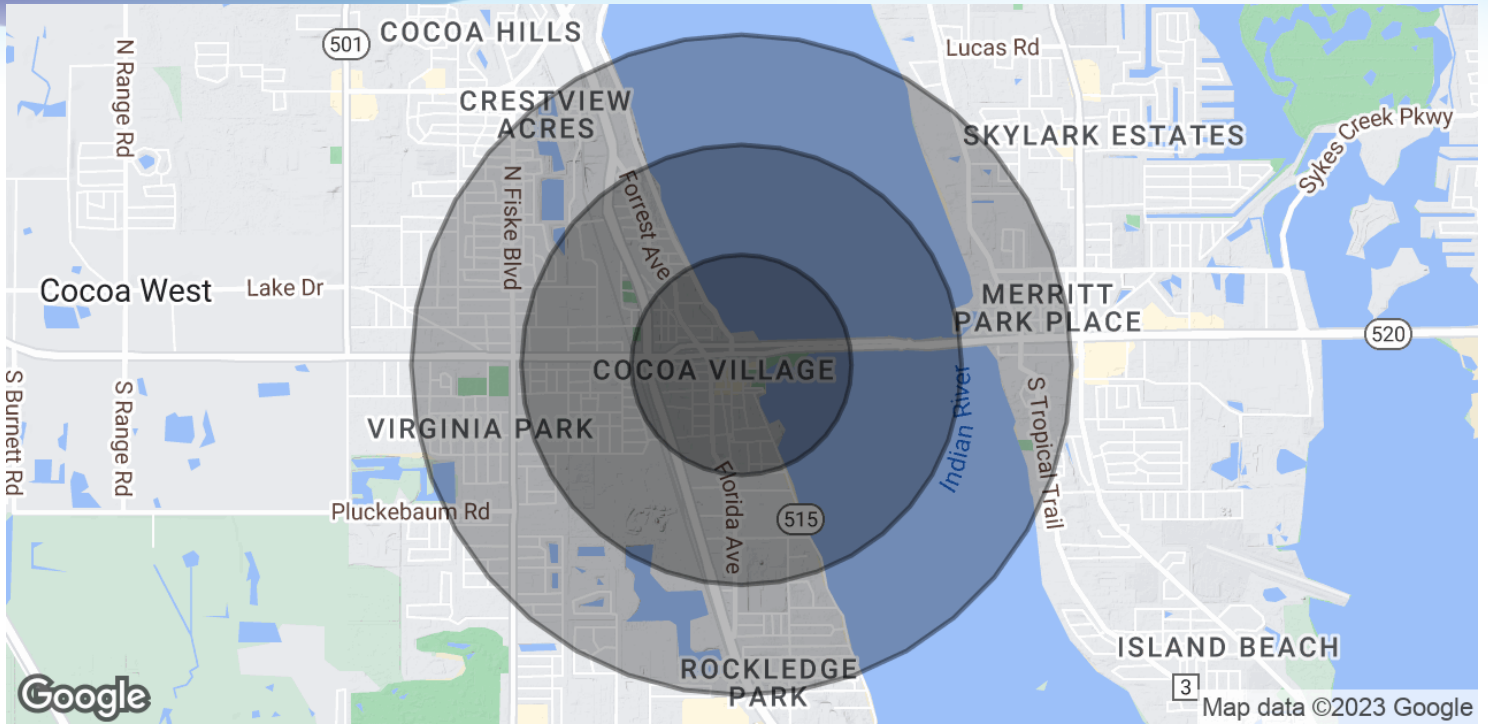 COCOA HILLS
501
N Range Rd
Lucas Rd
CRESTVIEW
ACRES
SKYLARK ESTATES
Sykes Creek Pkwy
N Fiske Blvd
Forrest Ave
Cocoa West
Lake Dr
MERRITT
PARK PLACE
520
COCOA VILLAGE
S Burnett Rd
S Range Rd
VIRGINIA PARK
Indian River
S Tropical Trail
Pluckebaum Rd
Florida Ave
515
ISLAND BEACH
ROCKLEDGE
PARK
3
Google
Map data ©2023 Google